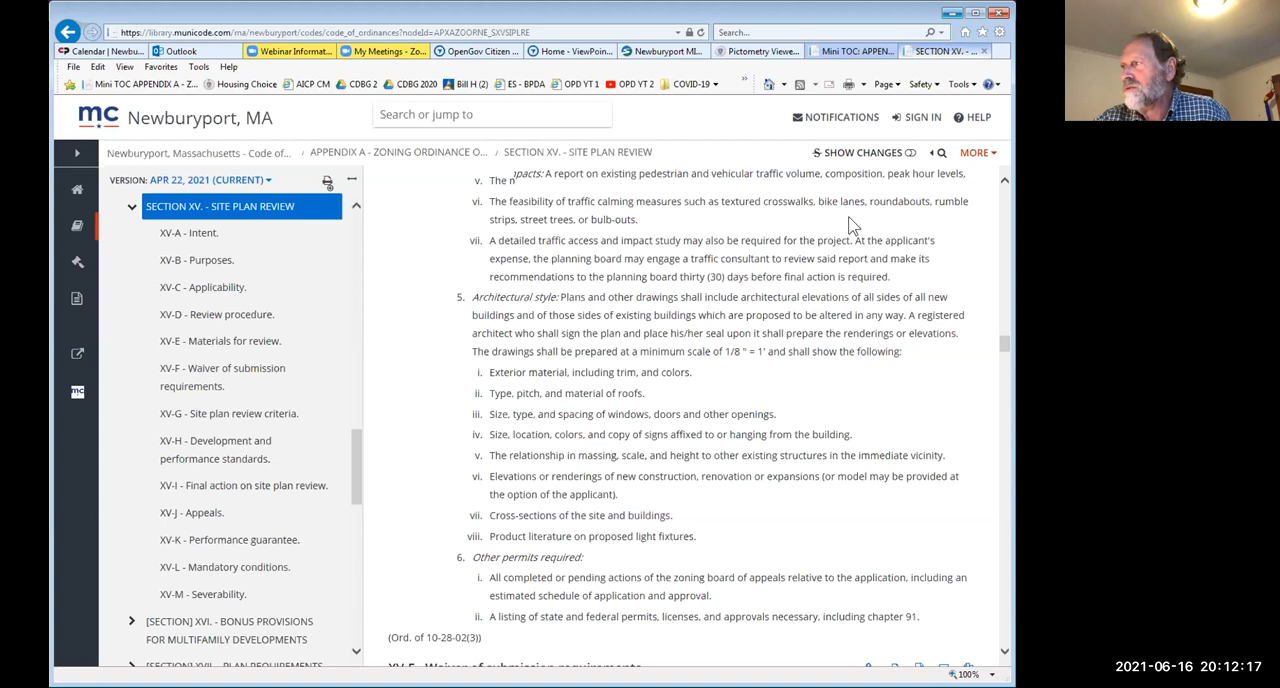 https://library.municode.com/ma/newburyport/codes/code_of_ordinances?nodeId=APXAZOORNE_SXVSIPLRE
Search...
Calendar | Newbu...
Outlook
Webinar Informat...
My Meetings - Zo...
OpenGov Citizen ...
Home - ViewPoin...
Newburyport MI...
Pictometry Viewe...
Mini TOC: APPEN...
SECTION XV. - ...
File Edit View Favorites Tools Help
Mini TOC APPENDIX A - Z...
Housing Choice
AICP CM
CDBG 2
CDBG 2020
Bill H (2)
ES - BPDA
OPD YT 1
OPD YT 2
COVID-19
Page
Safety
Tools
mc Newburyport, MA
Search or jump to
NOTIFICATIONS
SIGN IN
HELP
Newburyport, Massachusetts - Code of... / APPENDIX A - ZONING ORDINANCE O... / SECTION XV. - SITE PLAN REVIEW
SHOW CHANGES
MORE
VERSION: APR 22, 2021 (CURRENT)
SECTION XV. - SITE PLAN REVIEW
XV-A - Intent.
XV-B - Purposes.
XV-C - Applicability.
XV-D - Review procedure.
XV-E - Materials for review.
XV-F - Waiver of submission
requirements.
XV-G - Site plan review criteria.
XV-H - Development and
performance standards.
XV-I - Final action on site plan review.
XV-J - Appeals.
XV-K - Performance guarantee.
XV-L - Mandatory conditions.
XV-M - Severability.
[SECTION] XVI. - BONUS PROVISIONS
FOR MULTIFAMILY DEVELOPMENTS
[SECTION] XVII. - PLAN REQUIREMENTS
pacts: A report on existing pedestrian and vehicular traffic volume, composition, peak hour levels,
v. The n
vi. The feasibility of traffic calming measures such as textured crosswalks, bike lanes, roundabouts, rumble
strips, street trees, or bulb-outs.
vii. A detailed traffic access and impact study may also be required for the project. At the applicant's
expense, the planning board may engage a traffic consultant to review said report and make its
recommendations to the planning board thirty (30) days before final action is required.
5. Architectural style: Plans and other drawings shall include architectural elevations of all sides of all new
buildings and of those sides of existing buildings which are proposed to be altered in any way. A registered
architect who shall sign the plan and place his/her seal upon it shall prepare the renderings or elevations.
The drawings shall be prepared at a minimum scale of 1/8 " = 1' and shall show the following:
i. Exterior material, including trim, and colors.
ii. Type, pitch, and material of roofs.
iii. Size, type, and spacing of windows, doors and other openings.
iv. Size, location, colors, and copy of signs affixed to or hanging from the building.
v. The relationship in massing, scale, and height to other existing structures in the immediate vicinity.
vi. Elevations or renderings of new construction, renovation or expansions (or model may be provided at
the option of the applicant).
vii. Cross-sections of the site and buildings.
viii. Product literature on proposed light fixtures.
6. Other permits required:
i. All completed or pending actions of the zoning board of appeals relative to the application, including an
estimated schedule of application and approval.
ii. A listing of state and federal permits, licenses, and approvals necessary, including chapter 91.
(Ord. of 10-28-02(3))
XV-F - Waiver of submission requirements
100%
2021-06-16 20:12:17